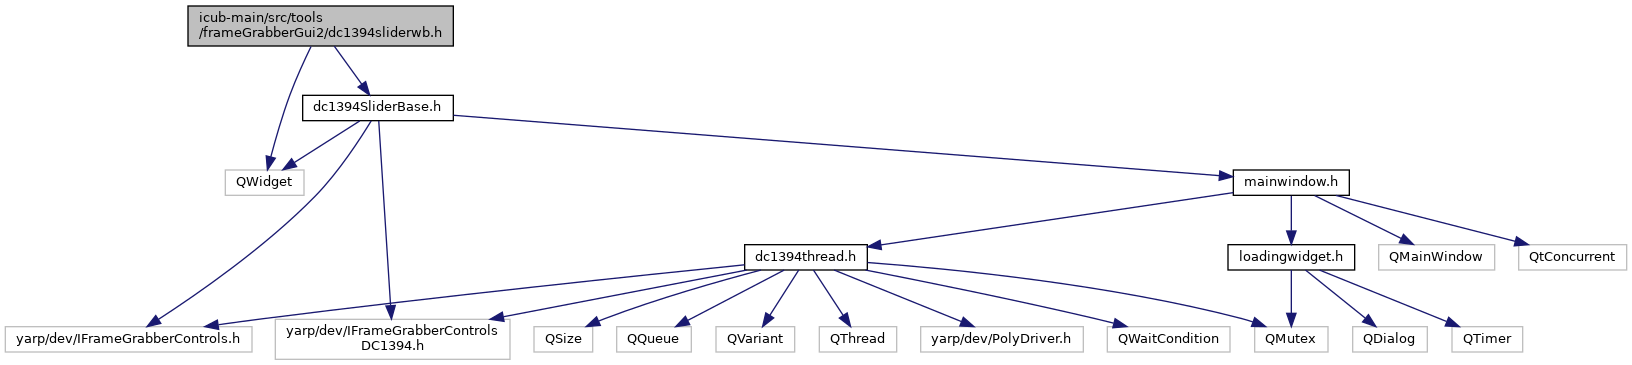 icub-main/src/tools
/frameGrabberGui2/dc1394sliderwb.h
dc1394SliderBase.h
QWidget
mainwindow.h
dc1394thread.h
loadingwidget.h
QMainWindow
QtConcurrent
yarp/dev/IFrameGrabberControls.h
yarp/dev/IFrameGrabberControls
DC1394.h
QSize
QQueue
QVariant
QThread
yarp/dev/PolyDriver.h
QWaitCondition
QMutex
QDialog
QTimer